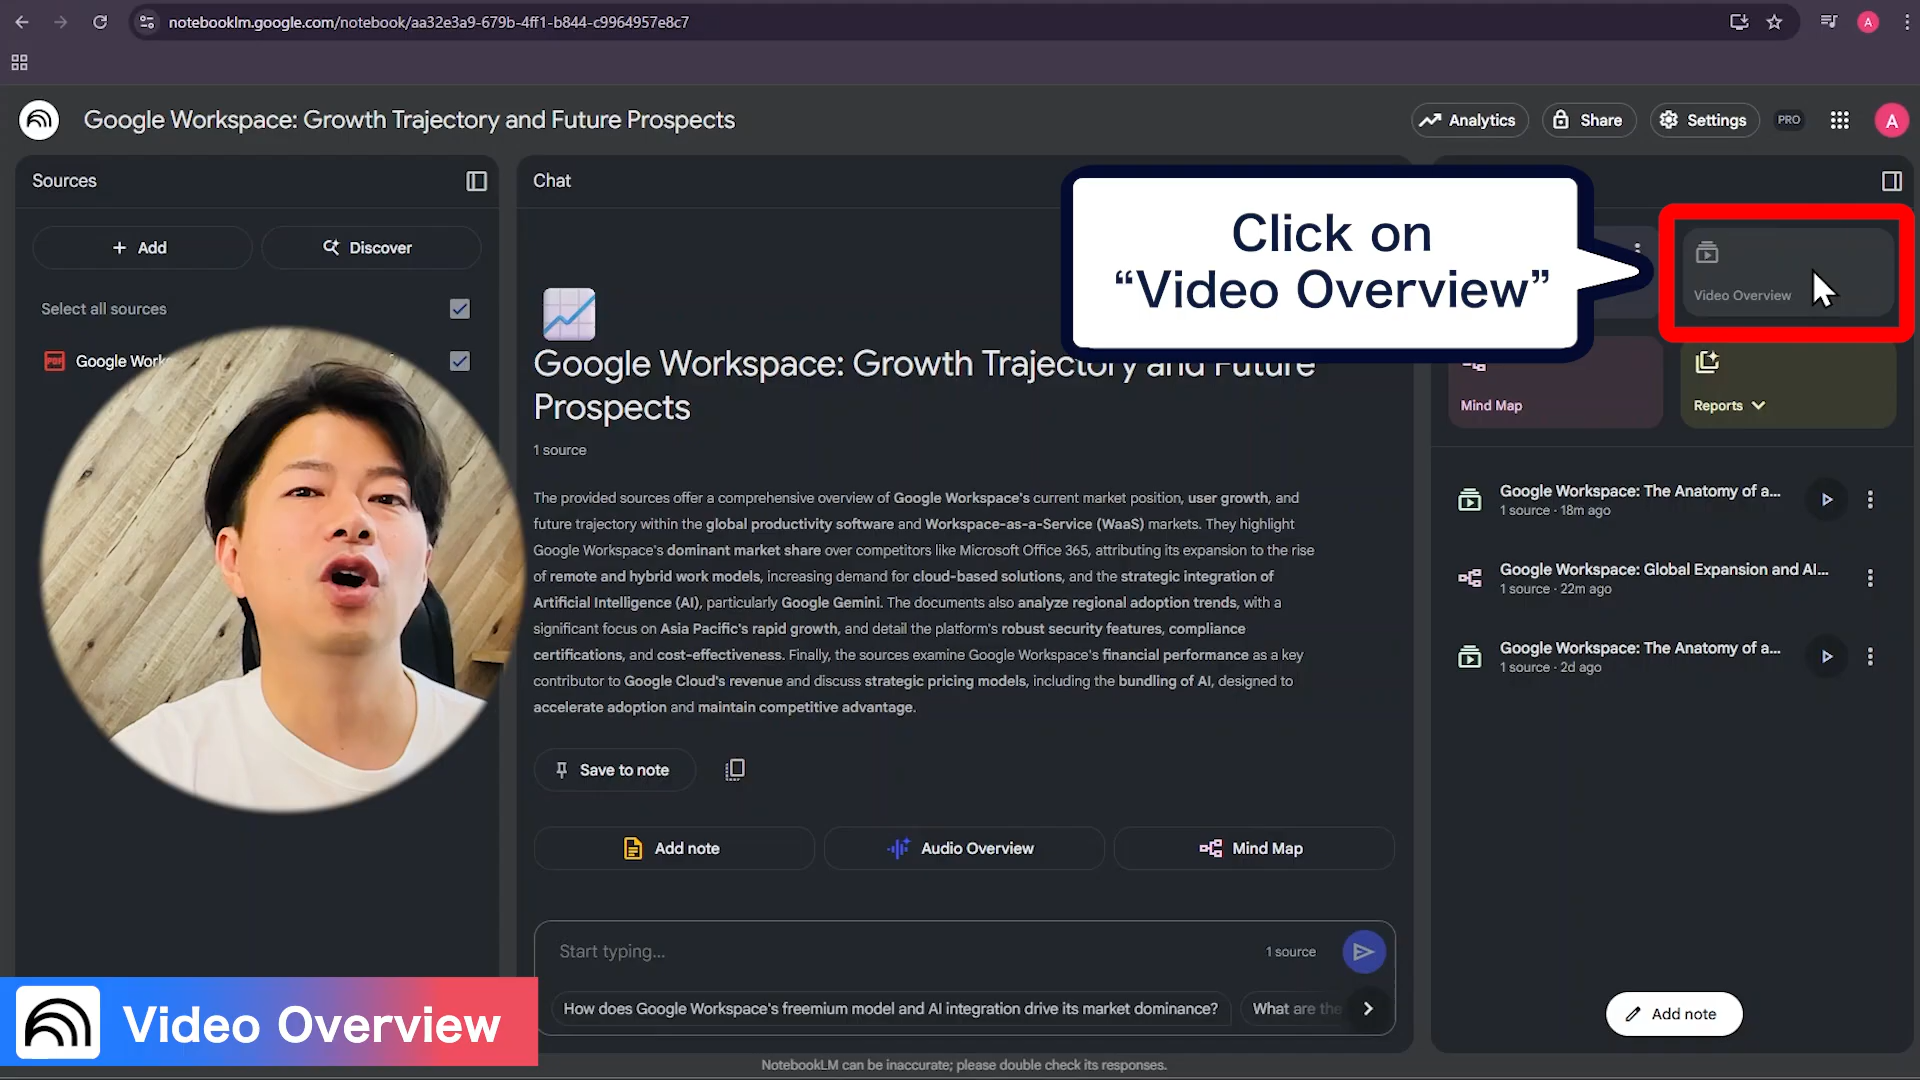 notebooklm.google.com/notebook/aa32e3a9-679b-4ff1-b844-c9964957e8c7
A
Google Workspace: Growth Trajectory and Future Prospects
Analytics
Share
Settings
PRO
A
Sources
Add
Discover
Select all sources
PDF
Google Work
Chat
Google Workspace: Growth Trajectory and Future
Prospects
1 source
The provided sources offer a comprehensive overview of Google Workspace's current market position, user growth, and
future trajectory within the global productivity software and Workspace-as-a-Service (WaaS) markets. They highlight
Google Workspace's dominant market share over competitors like Microsoft Office 365, attributing its expansion to the rise
of remote and hybrid work models, increasing demand for cloud-based solutions, and the strategic integration of
Artificial Intelligence (AI), particularly Google Gemini. The documents also analyze regional adoption trends, with a
significant focus on Asia Pacific's rapid growth, and detail the platform's robust security features, compliance
certifications, and cost-effectiveness. Finally, the sources examine Google Workspace's financial performance as a key
contributor to Google Cloud's revenue and discuss strategic pricing models, including the bundling of AI, designed to
accelerate adoption and maintain competitive advantage.
Save to note
Add note
Audio Overview
Mind Map
Start typing...
1 source
How does Google Workspace's freemium model and AI integration drive its market dominance?
What are the
NotebookLM can be inaccurate; please double check its responses.
Click on
“Video Overview”
Video Overview
Mind Map
Reports
Google Workspace: The Anatomy of a...
1 source · 18m ago
Google Workspace: Global Expansion and AI...
1 source · 22m ago
Google Workspace: The Anatomy of a...
1 source · 2d ago
Add note
Video Overview